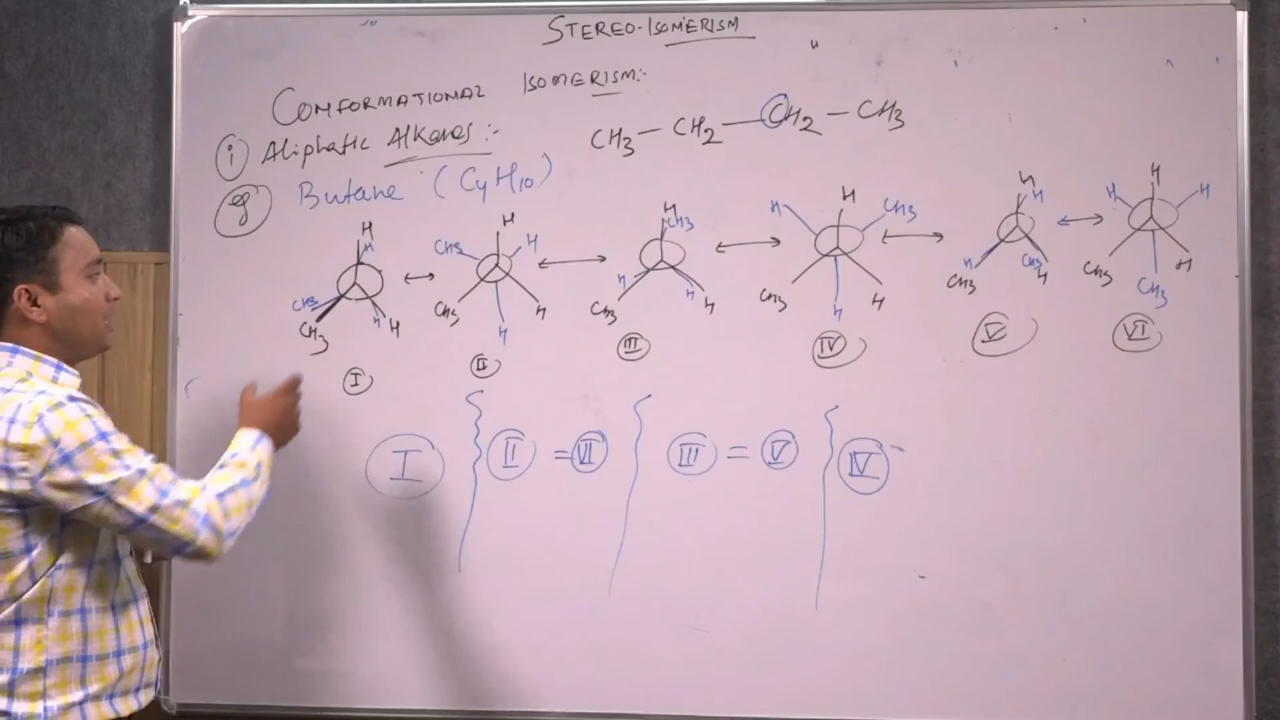 STEREO-ISOMERISM
CONFORMATIONAL ISOMERISM:-
(i) Aliphatic Alkanes:-
CH3 — CH2 — CH2 — CH3
eg Butane (C4H10)
H H CH3 CH3 H H
H CH3 H CH3 H H
H CH3 H CH3 H H
H H CH3 CH3 H H
H H H CH3 CH3 H
H H H CH3 H CH3
I II III IV V VI
I II = VI III = V IV